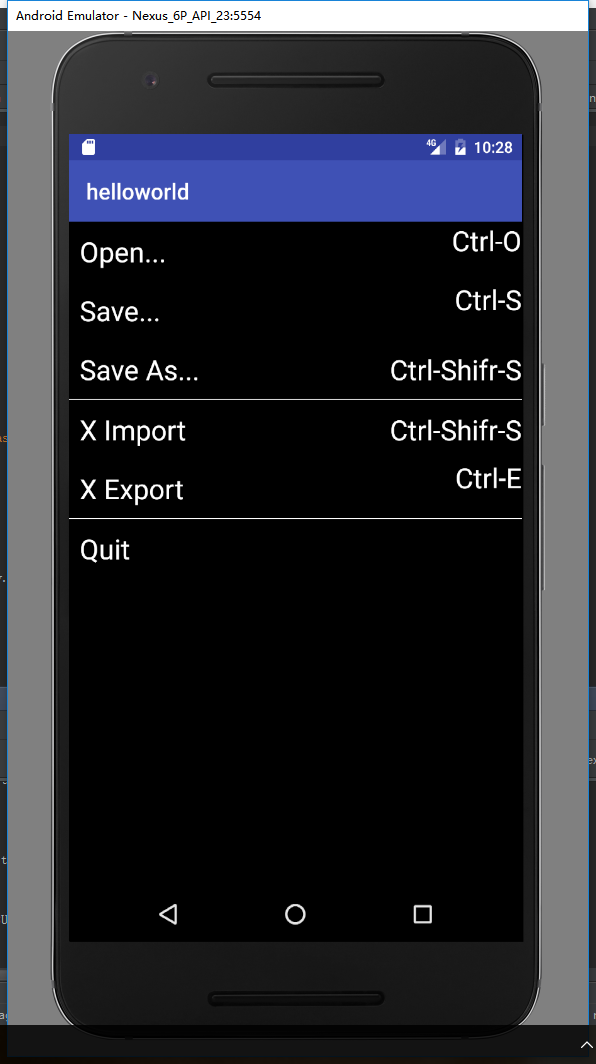 Android Emulator - Nexus_6P_API_23:5554
4G 10:28
helloworld
Open... Ctrl-O
Save... Ctrl-S
Save As... Ctrl-Shifr-S
X Import Ctrl-Shifr-S
X Export Ctrl-E
Quit